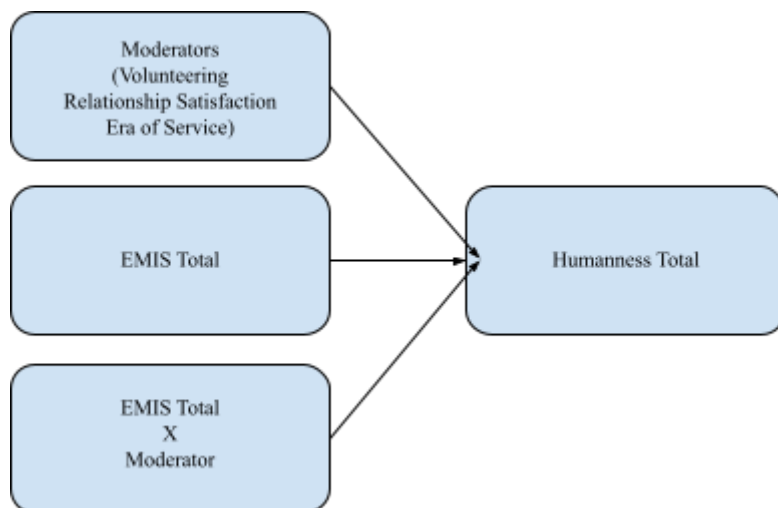 Moderators
(Volunteering
Relationship Satisfaction
Era of Service)
EMIS Total
Humanness Total
EMIS Total
X
Moderator